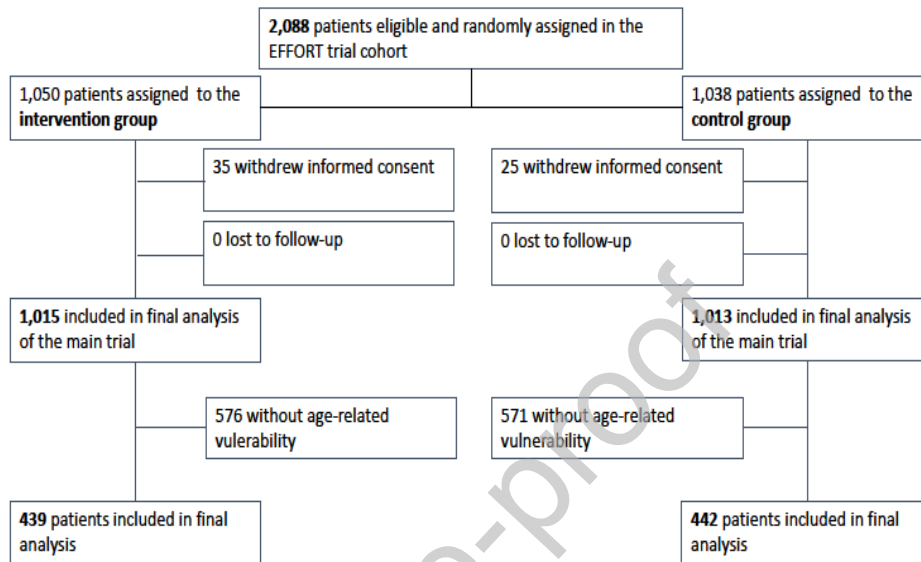 2,088 patients eligible and randomly assigned in the
EFFORT trial cohort
1,050 patients assigned to the
intervention group
1,038 patients assigned to the
control group
35 withdrew informed consent
25 withdrew informed consent
0 lost to follow-up
0 lost to follow-up
1,015 included in final analysis
of the main trial
1,013 included in final analysis
of the main trial
576 without age-related
vulerability
571 without age-related
vulnerability
439 patients included in final
analysis
442 patients included in final
analysis
-proof